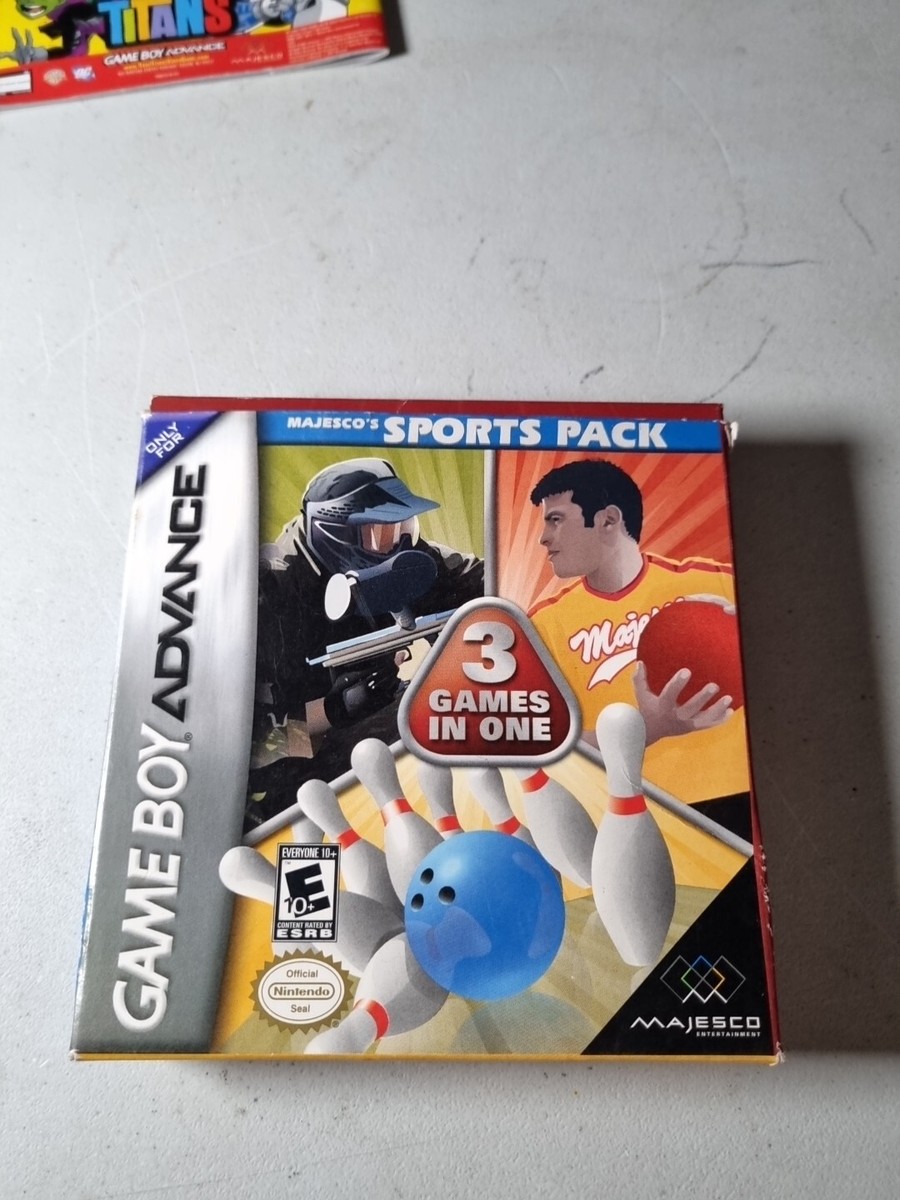 TITANS
GAME BOY ADVANCE
MAJESCO
ONLY
FOR
GAME BOY ADVANCE
MAJESCO'S SPORTS PACK
3
GAMES
IN ONE
EVERYONE 10+
E
10+
CONTENT RATED BY
ESRB
Official
Nintendo
Seal
MAJESCO
ENTERTAINMENT